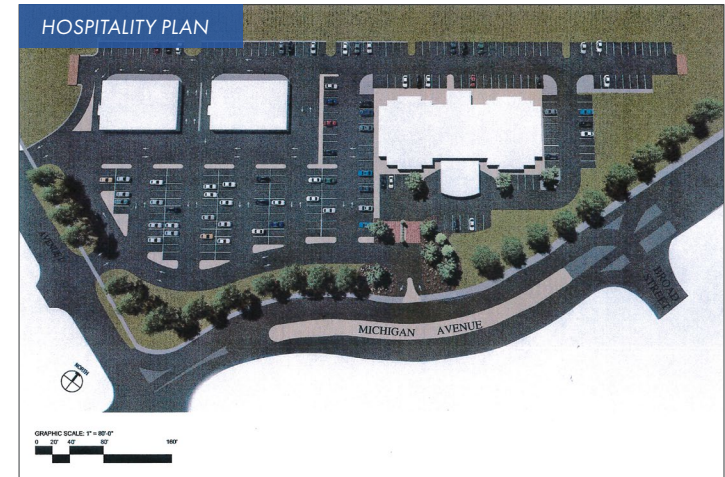 HOSPITALITY PLAN
MICHIGAN AVENUE
BROAD
STREET
NORTH
GRAPHIC SCALE: 1" = 80'-0"
0 20' 40' 80' 160'